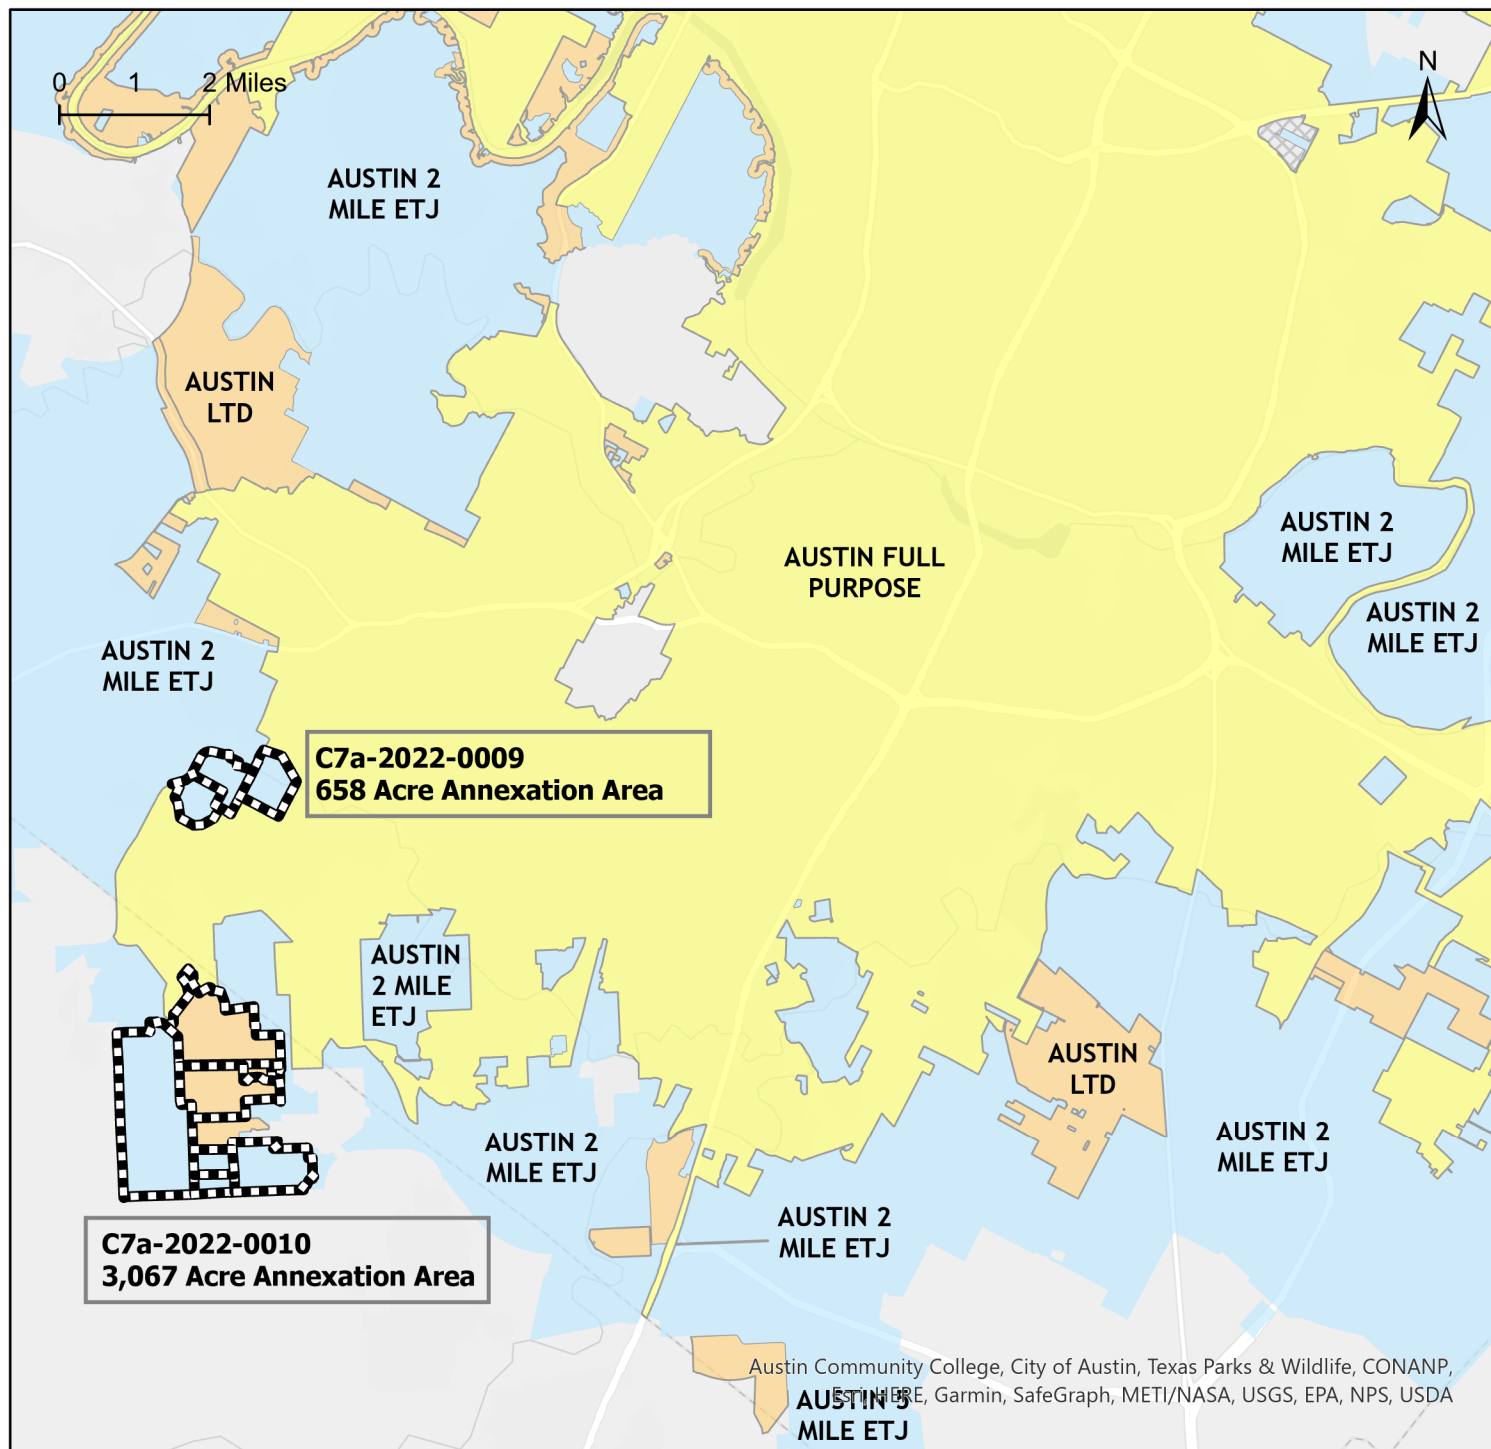 0 1 2 Miles
N
AUSTIN 2
MILE ETJ
AUSTIN
LTD
AUSTIN 2
MILE ETJ
AUSTIN FULL
PURPOSE
AUSTIN 2
MILE ETJ
AUSTIN 2
MILE ETJ
C7a-2022-0009
658 Acre Annexation Area
AUSTIN
2 MILE
ETJ
AUSTIN
LTD
AUSTIN 2
MILE ETJ
AUSTIN 2
MILE ETJ
AUSTIN 2
MILE ETJ
C7a-2022-0010
3,067 Acre Annexation Area
Austin Community College, City of Austin, Texas Parks & Wildlife, CONANP,
Esri, HERE, Garmin, SafeGraph, METI/NASA, USGS, EPA, NPS, USDA
AUSTIN 5
MILE ETJ